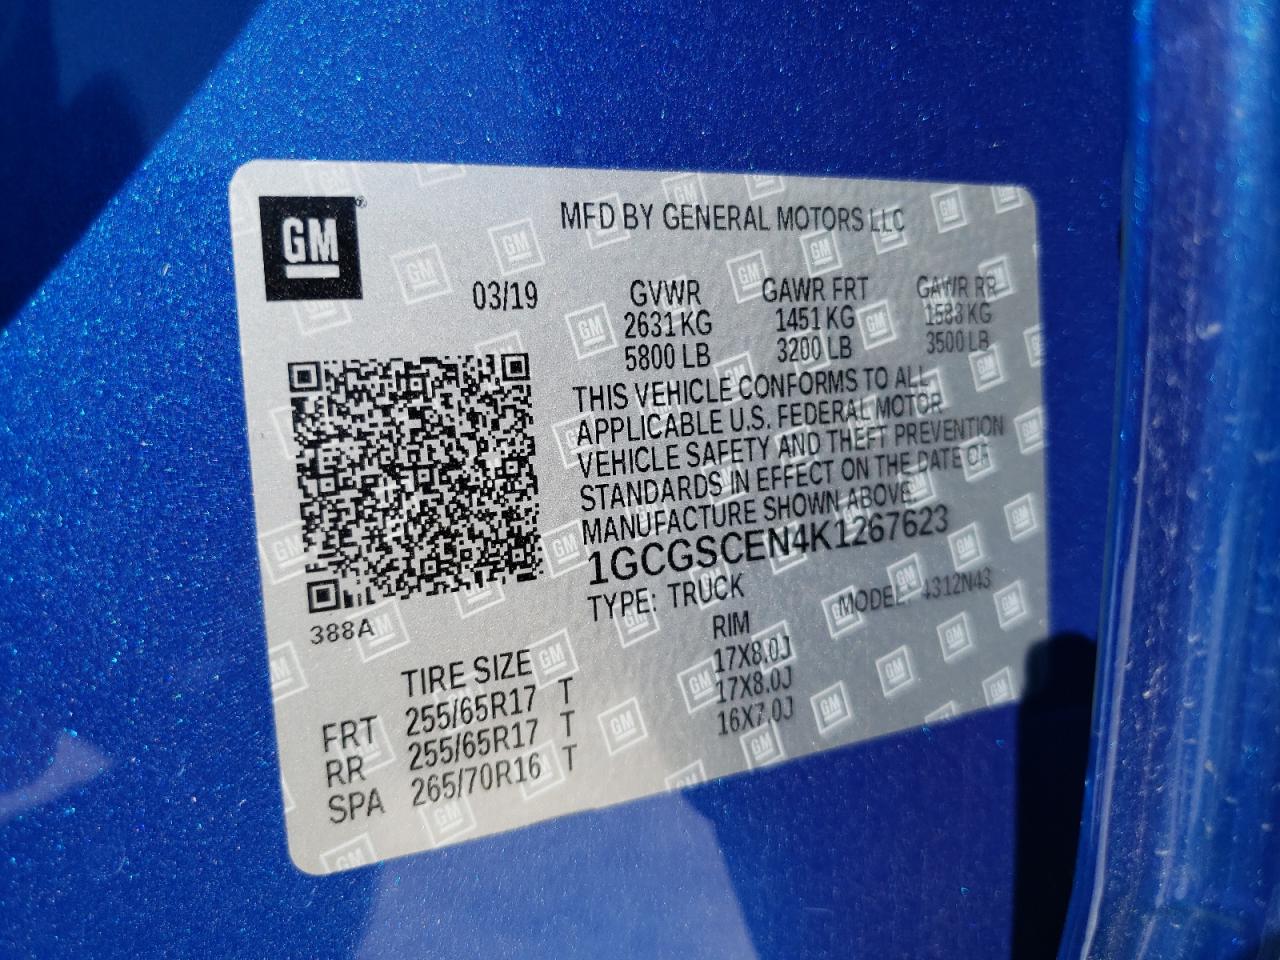 GM
MFD BY GENERAL MOTORS LLC
03/19
GVWR GAWR FRT GAWR RR
2631 KG 1451 KG 1588 KG
5800 LB 3200 LB 3500 LB
THIS VEHICLE CONFORMS TO ALL
APPLICABLE U.S. FEDERAL MOTOR
VEHICLE SAFETY AND THEFT PREVENTION
STANDARDS IN EFFECT ON THE DATE OF
MANUFACTURE SHOWN ABOVE.
1GCGSCEN4K1267623
TYPE: TRUCK MODEL: 4312N43
388A
TIRE SIZE RIM
FRT 255/65R17 T 17X8.0J
RR 255/65R17 T 17X8.0J
SPA 265/70R16 T 16X7.0J